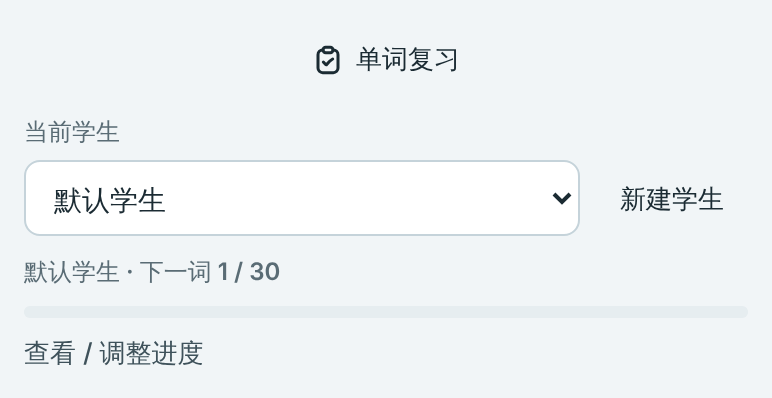 单词复习
当前学生
默认学生
新建学生
默认学生 · 下一词 1 / 30
查看 / 调整进度